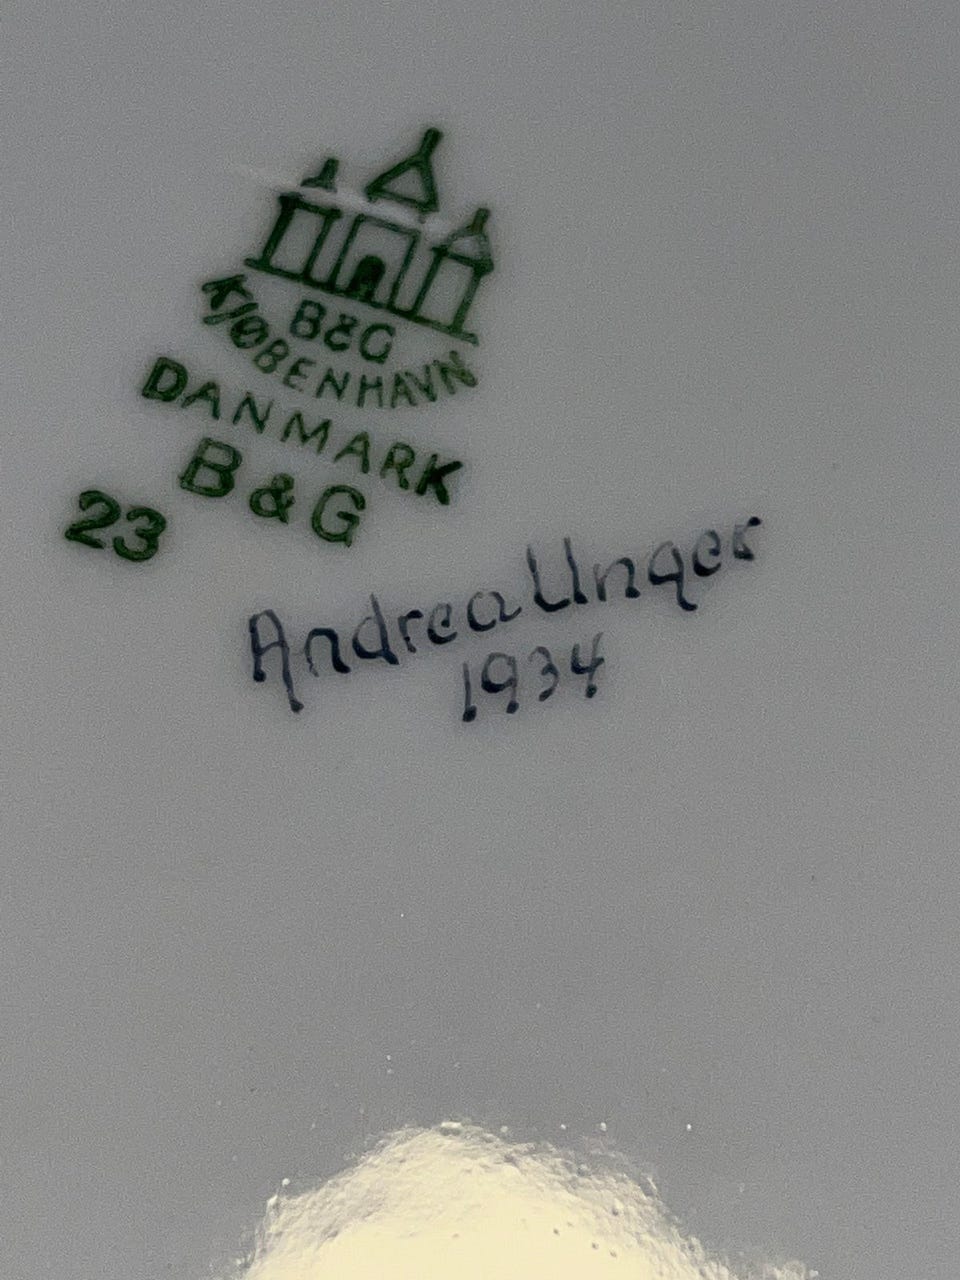 B&G
KJØBENHAVN
DANMARK
B & G
23
Andrea Unger
1934